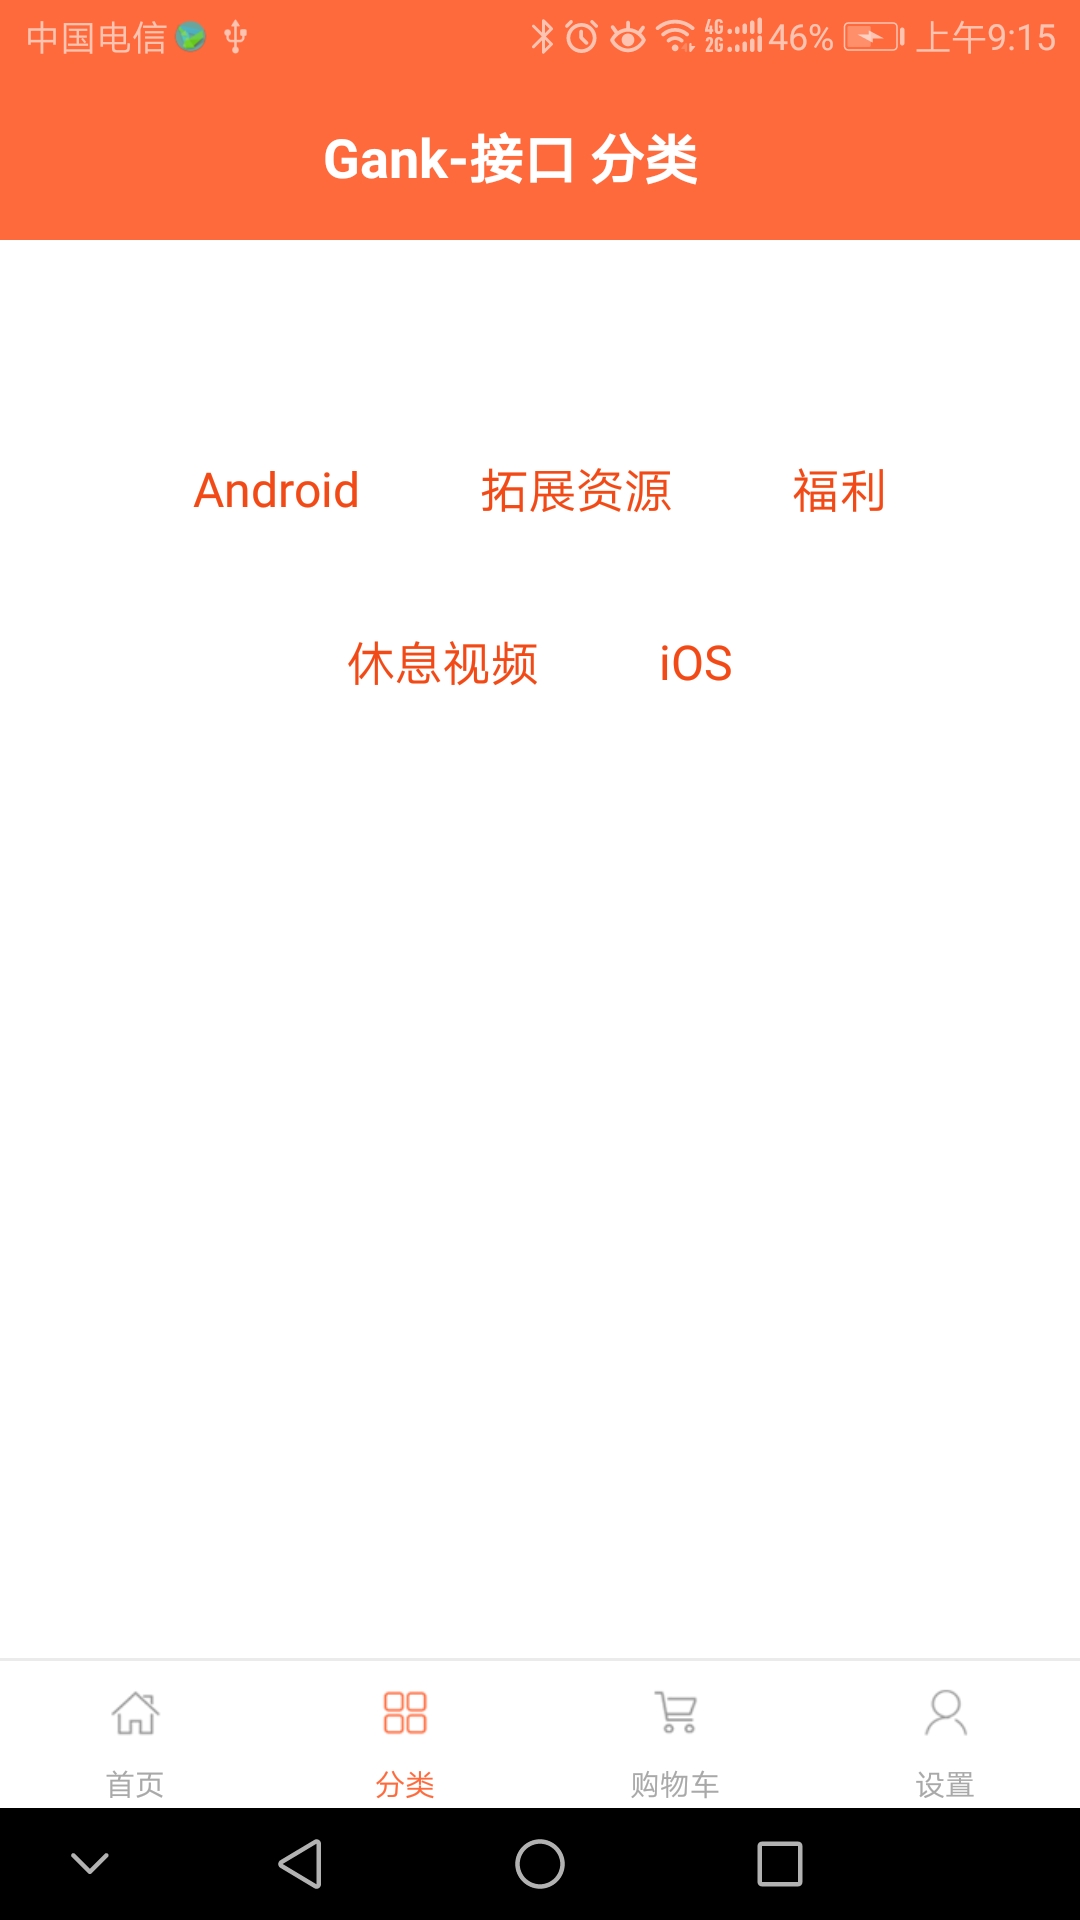 中国电信 4G 2G 46% 上午9:15
Gank-接口 分类
Android 拓展资源 福利
休息视频 iOS
首页 分类 购物车 设置